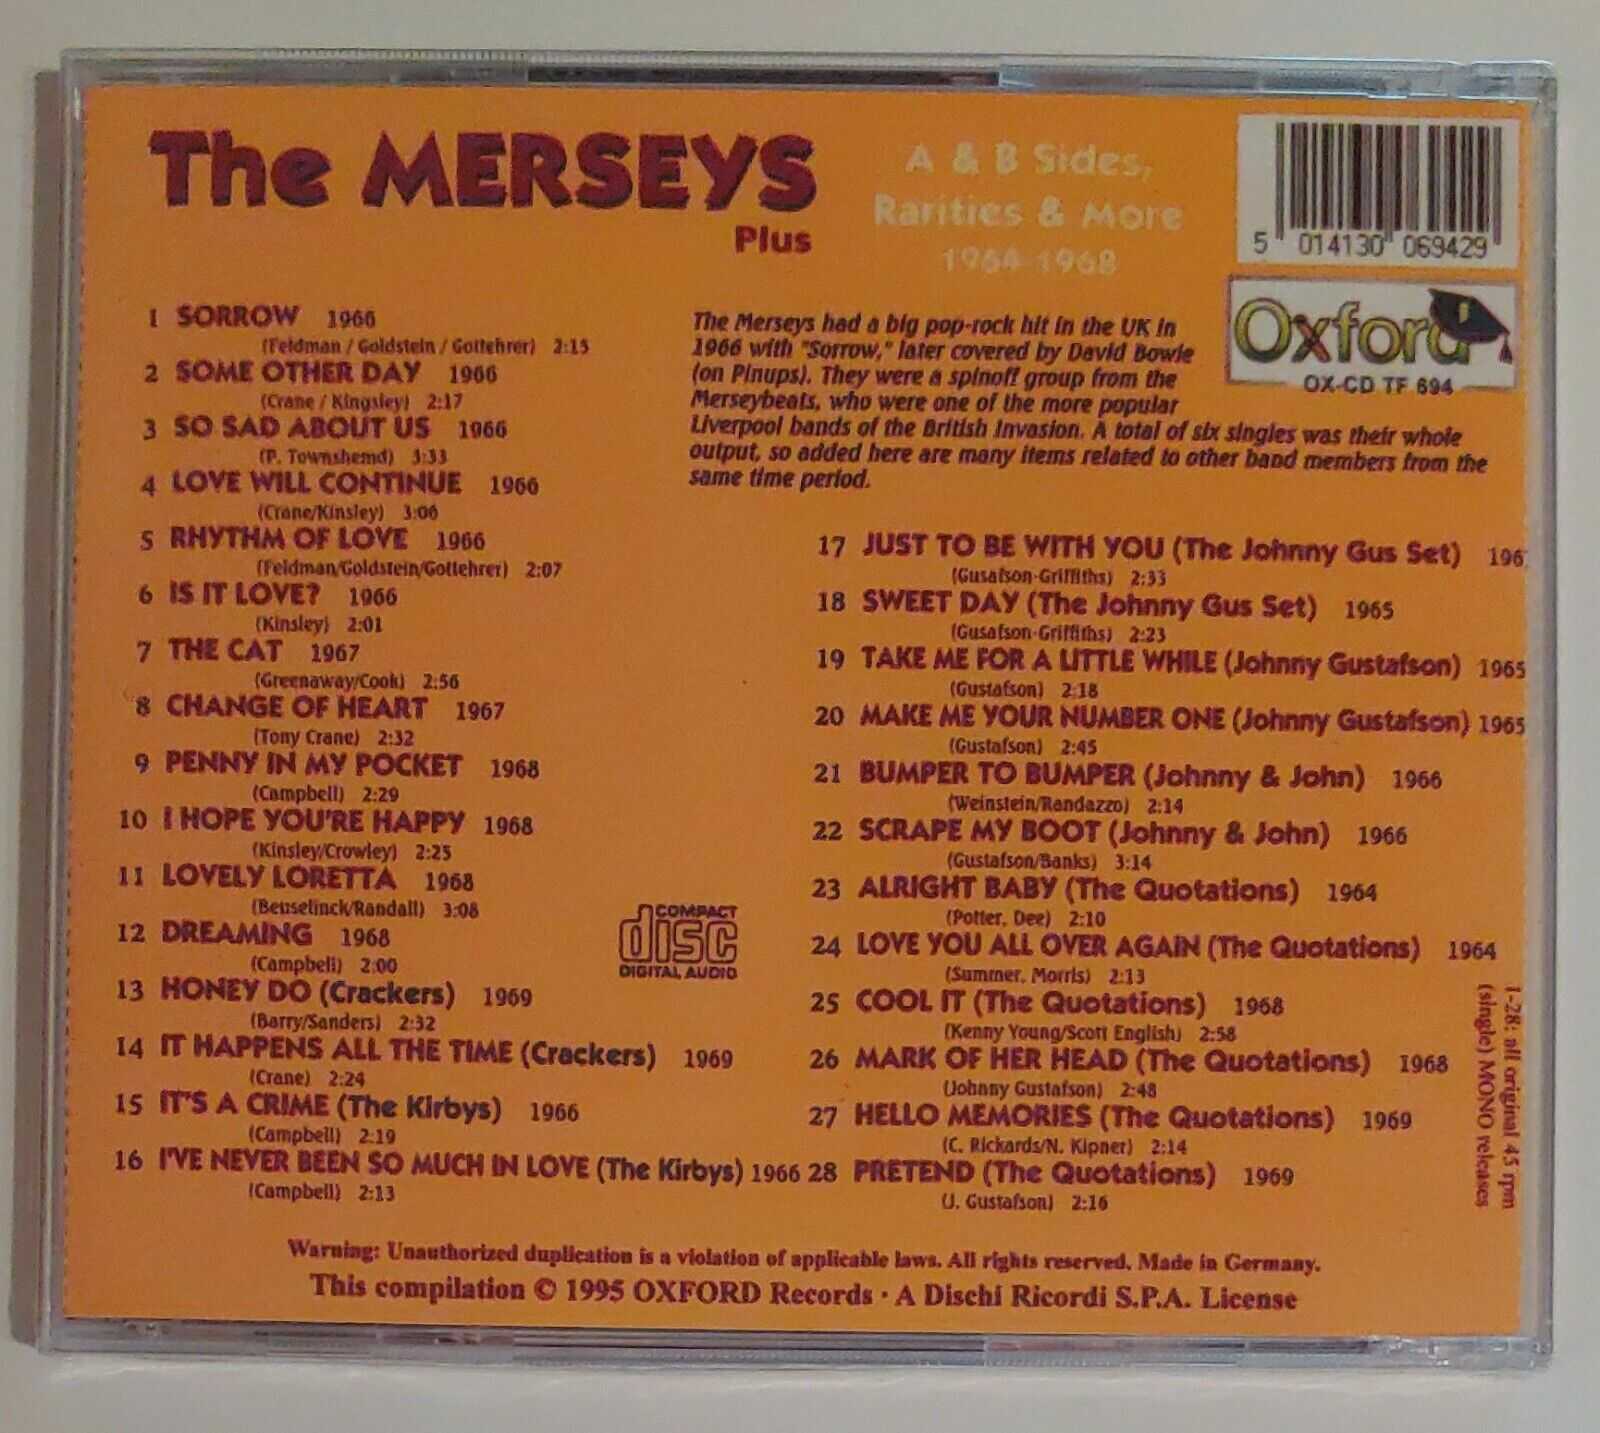 The MERSEYS
Plus
A & B Sides,
Rarities & More
1964-1968
5 014130 069429
Oxford
OX-CD TF 694
The Merseys had a big pop-rock hit in the UK in
1966 with "Sorrow," later covered by David Bowie
(on Pinups). They were a spinoff group from the
Merseybeats, who were one of the more popular
Liverpool bands of the British Invasion. A total of six singles was their whole
output, so added here are many items related to other band members from the
same time period.
1 SORROW 1966
(Feldman / Goldstein / Gottehrer) 2:15
2 SOME OTHER DAY 1966
(Crane / Kingsley) 2:17
3 SO SAD ABOUT US 1966
(P. Townshemd) 3:33
4 LOVE WILL CONTINUE 1966
(Crane/Kinsley) 3:06
5 RHYTHM OF LOVE 1966
(Feldman/Goldstein/Gottehrer) 2:07
6 IS IT LOVE? 1966
(Kinsley) 2:01
7 THE CAT 1967
(Greenaway/Cook) 2:56
8 CHANGE OF HEART 1967
(Tony Crane) 2:32
9 PENNY IN MY POCKET 1968
(Campbell) 2:29
10 I HOPE YOU'RE HAPPY 1968
(Kinsley/Crowley) 2:25
11 LOVELY LORETTA 1968
(Beuselinck/Randall) 3:08
12 DREAMING 1968
(Campbell) 2:00
13 HONEY DO (Crackers) 1969
(Barry/Sanders) 2:32
14 IT HAPPENS ALL THE TIME (Crackers) 1969
(Crane) 2:24
15 IT'S A CRIME (The Kirbys) 1966
(Campbell) 2:19
16 I'VE NEVER BEEN SO MUCH IN LOVE (The Kirbys) 1966
(Campbell) 2:13
COMPACT
disc
DIGITAL AUDIO
17 JUST TO BE WITH YOU (The Johnny Gus Set) 196
(Gusafson-Griffiths) 2:33
18 SWEET DAY (The Johnny Gus Set) 1965
(Gusafson-Griffiths) 2:23
19 TAKE ME FOR A LITTLE WHILE (Johnny Gustafson) 1965
(Gustafson) 2:18
20 MAKE ME YOUR NUMBER ONE (Johnny Gustafson) 1965
(Gustafson) 2:45
21 BUMPER TO BUMPER (Johnny & John) 1966
(Weinstein/Randazzo) 2:14
22 SCRAPE MY BOOT (Johnny & John) 1966
(Gustafson/Banks) 3:14
23 ALRIGHT BABY (The Quotations) 1964
(Potter, Dee) 2:10
24 LOVE YOU ALL OVER AGAIN (The Quotations) 1964
(Summer, Morris) 2:13
25 COOL IT (The Quotations) 1968
(Kenny Young/Scott English) 2:58
26 MARK OF HER HEAD (The Quotations) 1968
(Johnny Gustafson) 2:48
27 HELLO MEMORIES (The Quotations) 1969
(C. Rickards/N. Kipner) 2:14
28 PRETEND (The Quotations) 1969
(J. Gustafson) 2:16
1-28: all original 45 rpm
(single) MONO releases
Warning: Unauthorized duplication is a violation of applicable laws. All rights reserved. Made in Germany.
This compilation © 1995 OXFORD Records · A Dischi Ricordi S.P.A. License